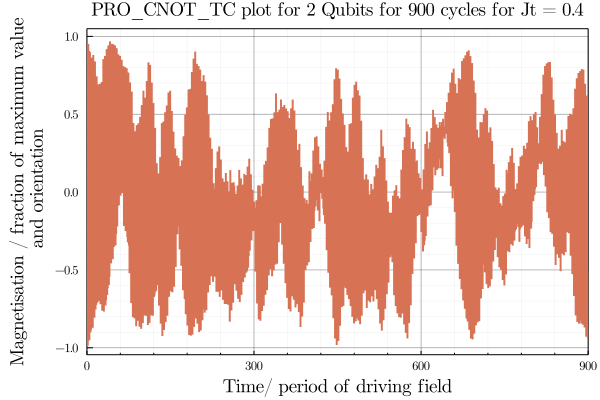 PRO_CNOT_TC plot for 2 Qubits for 900 cycles for Jt = 0.4
Magnetisation / fraction of maximum value
and orientation
1.0
0.5
0.0
−0.5
−1.0
0 300 600 900
Time/ period of driving field